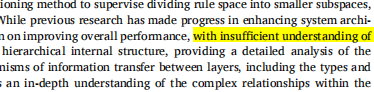 ioning method to supervise dividing rule space into smaller subspaces,
While previous research has made progress in enhancing system archi-
n on improving overall performance, with insufficient understanding of
hierarchical internal structure, providing a detailed analysis of the
nisms of information transfer between layers, including the types and
s an in-depth understanding of the complex relationships within the